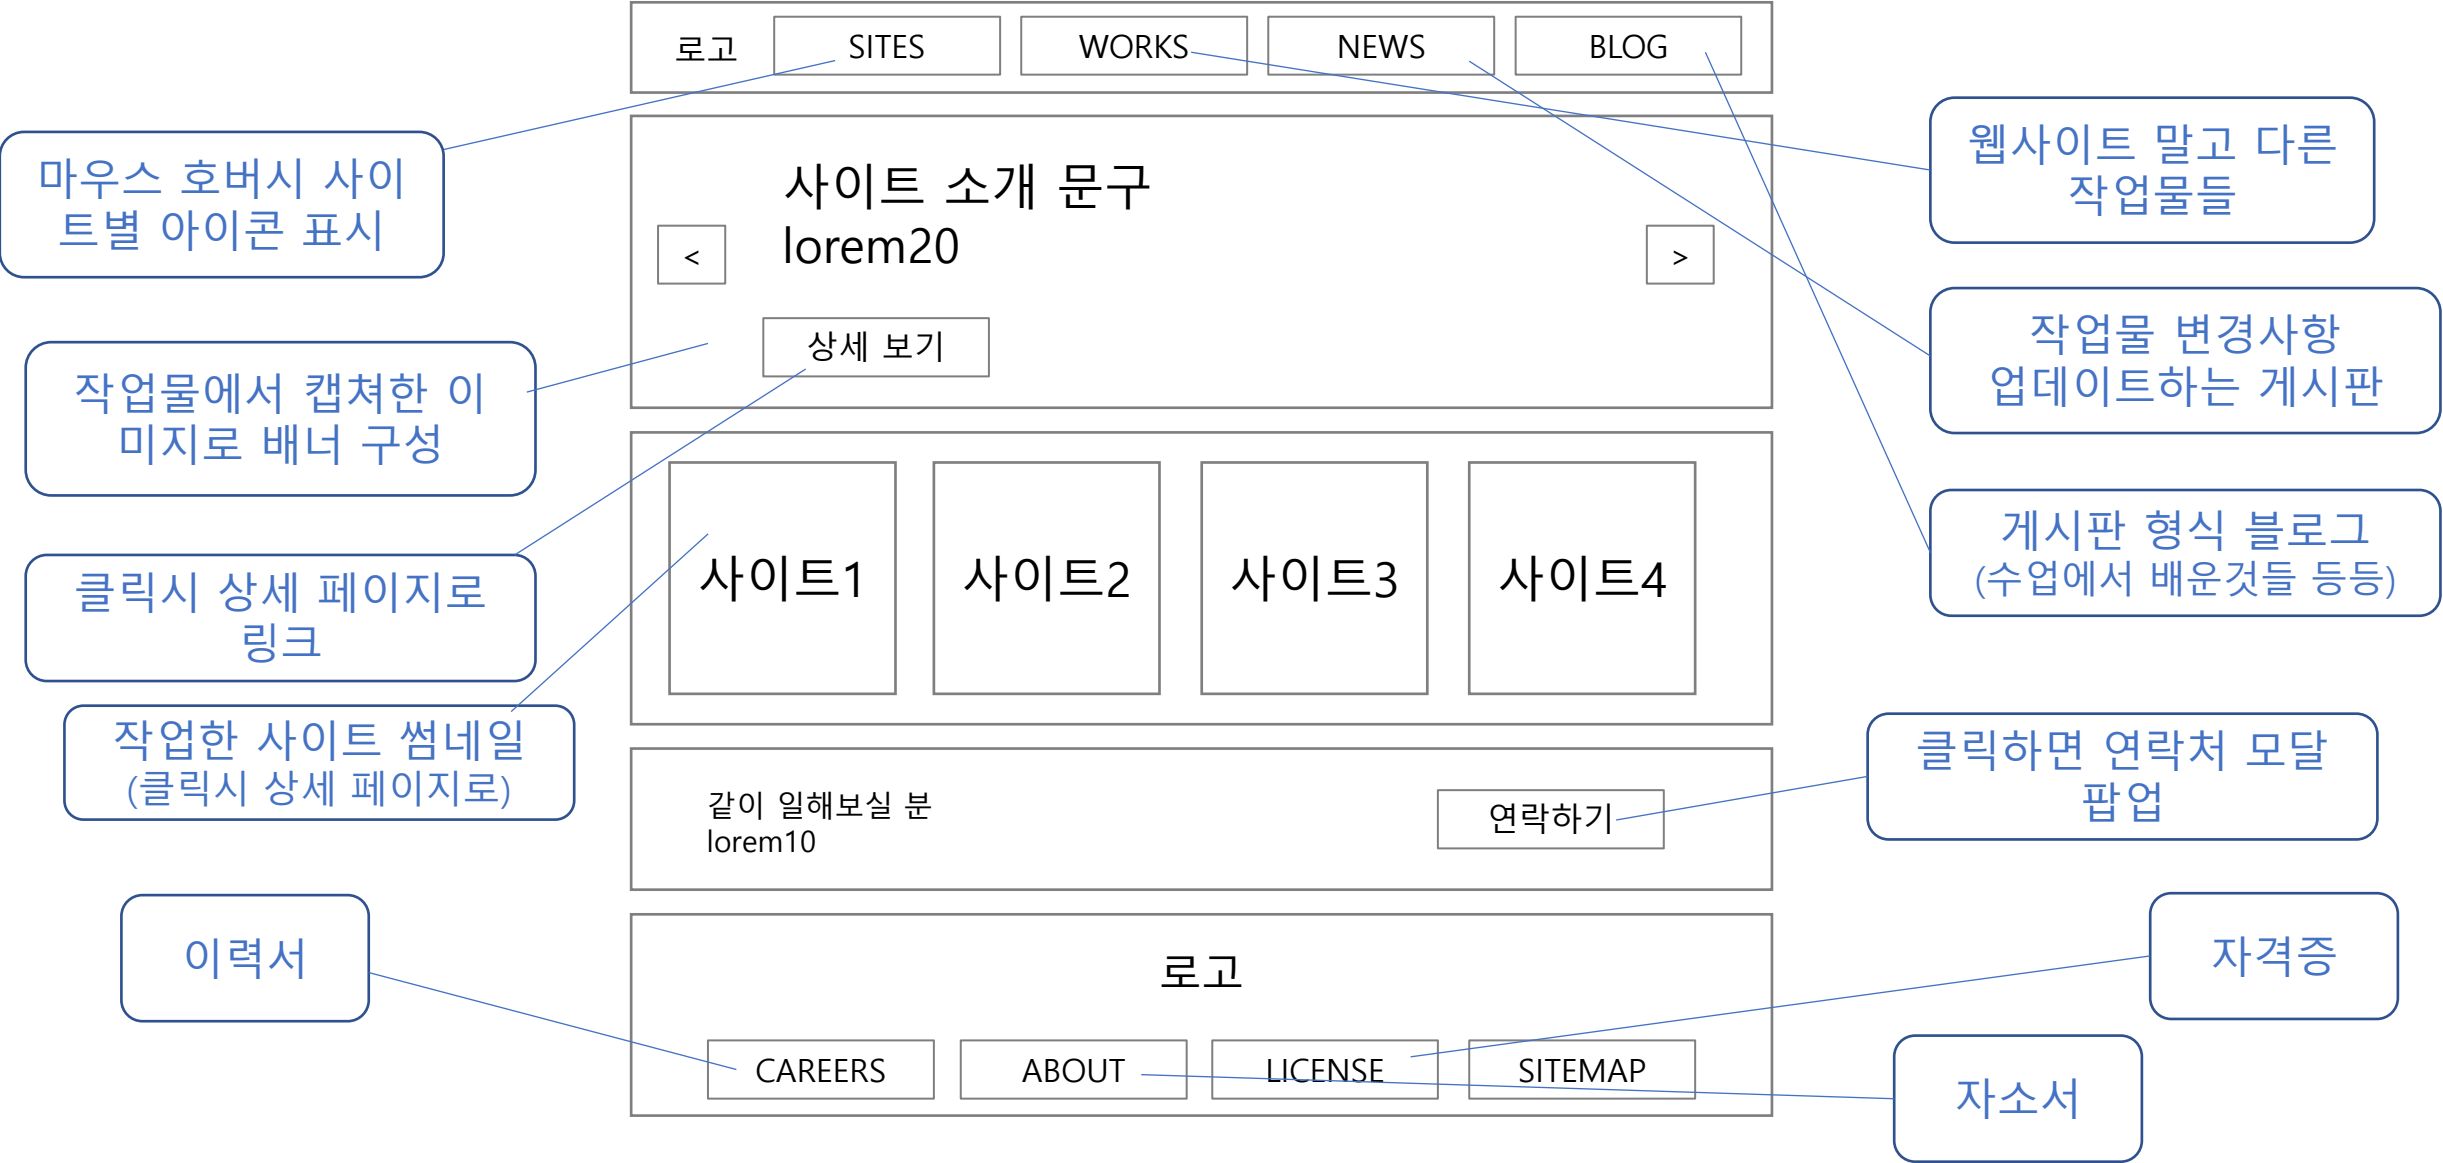 로고
SITES
WORKS
NEWS
BLOG
마우스 호버시 사이
트별 아이콘 표시
웹사이트 말고 다른
작업물들
사이트 소개 문구
lorem20
<
>
상세 보기
작업물에서 캡쳐한 이
미지로 배너 구성
작업물 변경사항
업데이트하는 게시판
클릭시 상세 페이지로
링크
사이트1
사이트2
사이트3
사이트4
게시판 형식 블로그
(수업에서 배운것들 등등)
작업한 사이트 썸네일
(클릭시 상세 페이지로)
같이 일해보실 분
lorem10
연락하기
클릭하면 연락처 모달
팝업
이력서
로고
자격증
CAREERS
ABOUT
LICENSE
SITEMAP
자소서